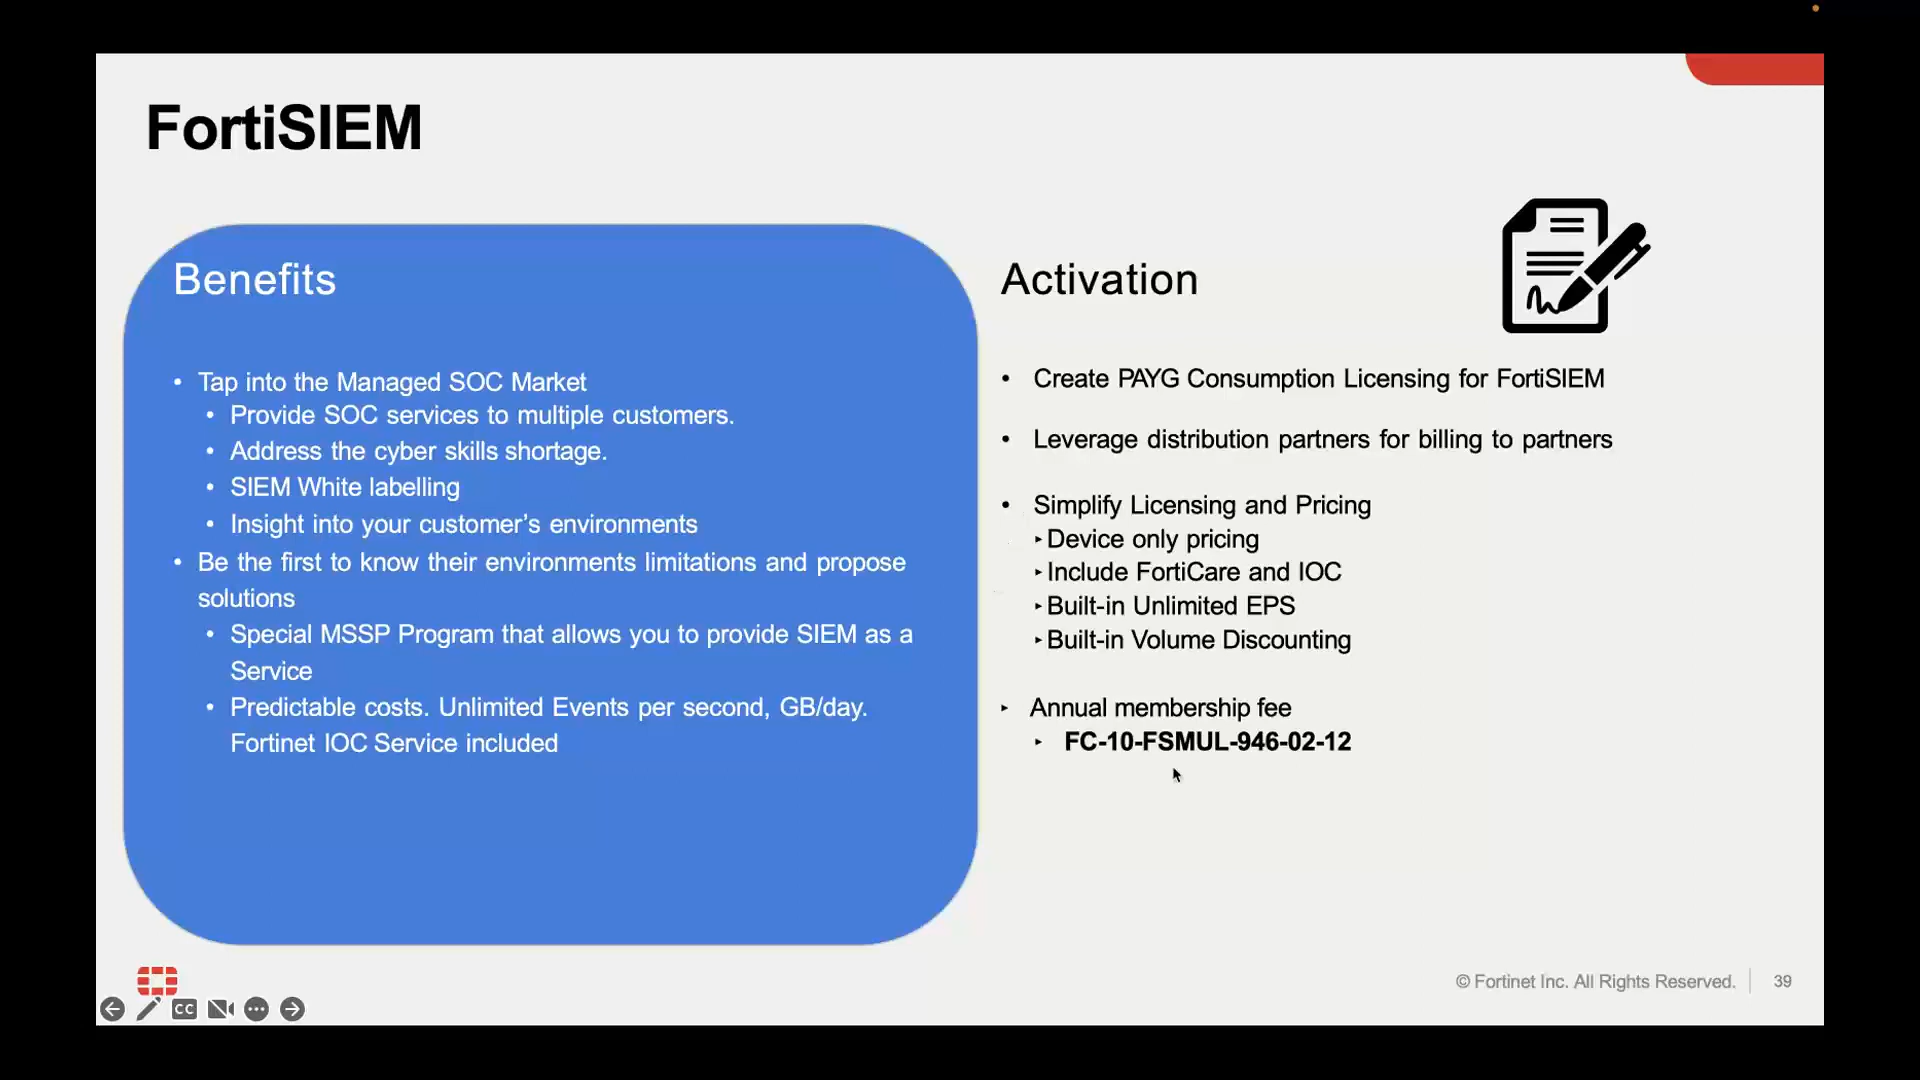 FortiSIEM
Benefits
• Tap into the Managed SOC Market
• Provide SOC services to multiple customers.
• Address the cyber skills shortage.
• SIEM White labelling
• Insight into your customer’s environments
• Be the first to know their environments limitations and propose
solutions
• Special MSSP Program that allows you to provide SIEM as a
Service
• Predictable costs. Unlimited Events per second, GB/day.
Fortinet IOC Service included
Activation
• Create PAYG Consumption Licensing for FortiSIEM
• Leverage distribution partners for billing to partners
• Simplify Licensing and Pricing
‣Device only pricing
‣Include FortiCare and IOC
‣Built-in Unlimited EPS
‣Built-in Volume Discounting
‣ Annual membership fee
‣ FC-10-FSMUL-946-02-12
© Fortinet Inc. All Rights Reserved. 39
CC